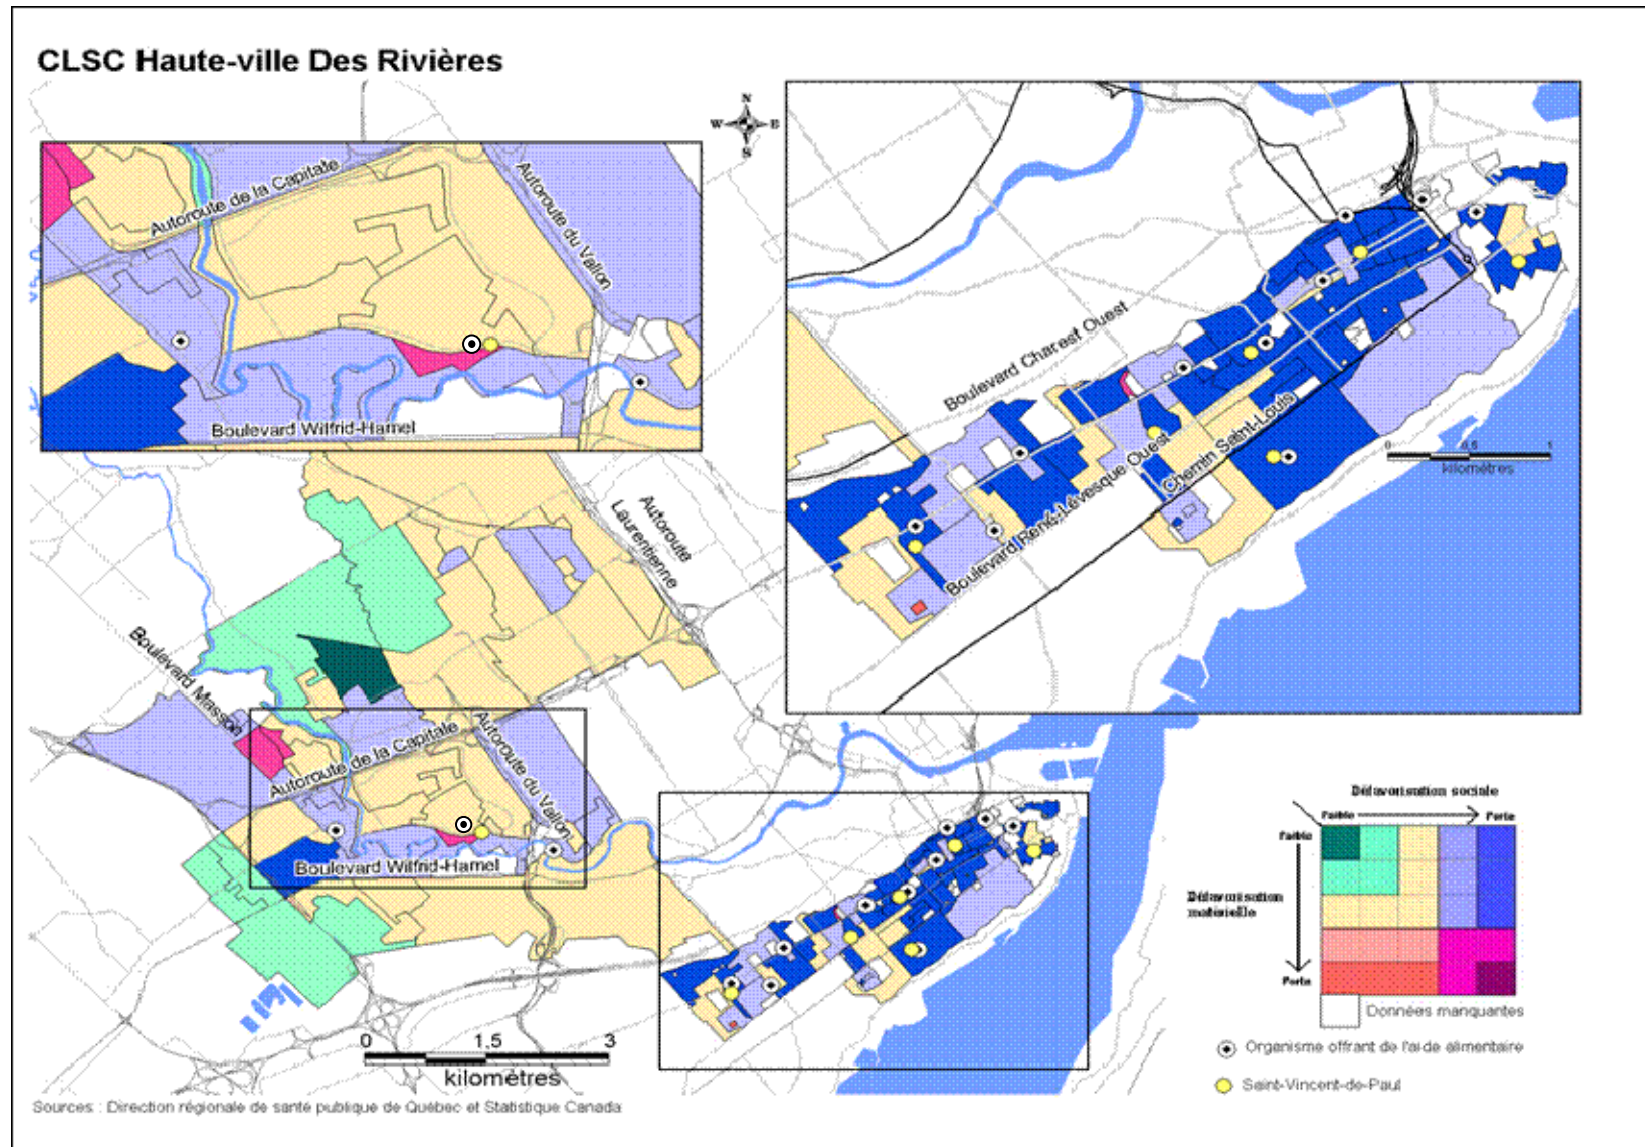 CLSC Haute-ville Des Rivières
N
W E
S
Autoroute de la Capitale
Autoroute du Vallon
Boulevard Wilfrid-Hamel
Boulevard Charest Ouest
Boulevard René-Lévesque Ouest
Chemin Saint-Louis
0 0,5 1
kilomètres
Autoroute
Laurentienne
Boulevard Masson
Autoroute de la Capitale
Autoroute du Vallon
Boulevard Wilfrid-Hamel
0 1,5 3
kilomètres
Défavorisation sociale
Faible Forte
Faible
Défavorisation
matérielle
Forte
Données manquantes
Organisme offrant de l'aide alimentaire
Saint-Vincent-de-Paul
Sources : Direction régionale de santé publique de Québec et Statistique Canada